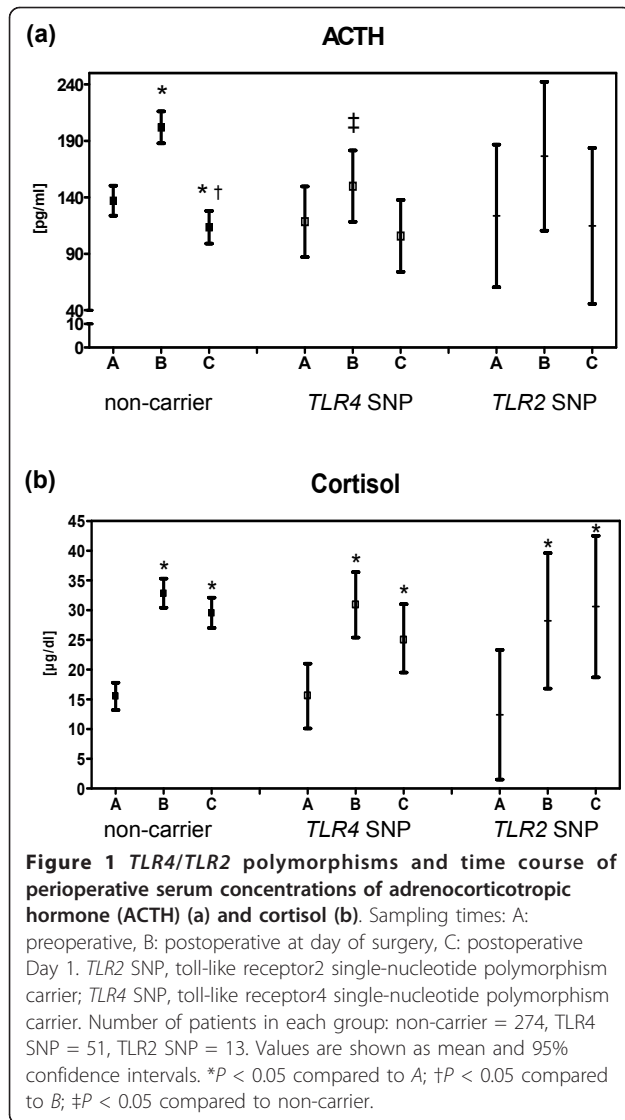 (a)
ACTH
240
190
140
90
40
10
0
[pg/ml]
*
* †
‡
A B C A B C A B C
non-carrier TLR4 SNP TLR2 SNP
(b)
Cortisol
45
40
35
30
25
20
15
10
5
0
[µg/dl]
* * * * * *
A B C A B C A B C
non-carrier TLR4 SNP TLR2 SNP
Figure 1 TLR4/TLR2 polymorphisms and time course of
perioperative serum concentrations of adrenocorticotropic
hormone (ACTH) (a) and cortisol (b). Sampling times: A:
preoperative, B: postoperative at day of surgery, C: postoperative
Day 1. TLR2 SNP, toll-like receptor2 single-nucleotide polymorphism
carrier; TLR4 SNP, toll-like receptor4 single-nucleotide polymorphism
carrier. Number of patients in each group: non-carrier = 274, TLR4
SNP = 51, TLR2 SNP = 13. Values are shown as mean and 95%
confidence intervals. *P < 0.05 compared to A; †P < 0.05 compared
to B; ‡P < 0.05 compared to non-carrier.